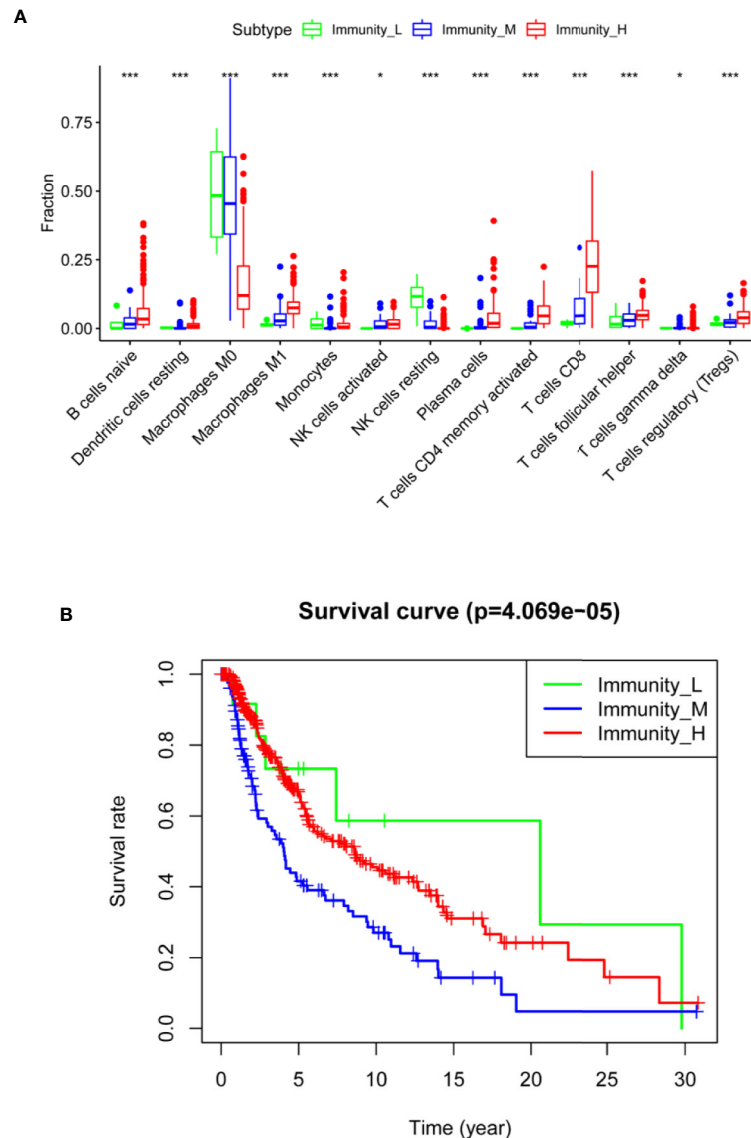 A
Subtype Immunity_L Immunity_M Immunity_H
*** *** *** *** *** * *** *** *** *** *** * ***
Fraction
0.75
0.50
0.25
0.00
B cells naive
Dendritic cells resting
Macrophages M0
Macrophages M1
Monocytes
NK cells activated
NK cells resting
Plasma cells
T cells CD4 memory activated
T cells CD8
T cells follicular helper
T cells gamma delta
T cells regulatory (Tregs)
B
Survival curve (p=4.069e−05)
Survival rate
1.0
0.8
0.6
0.4
0.2
0.0
Immunity_L
Immunity_M
Immunity_H
0 5 10 15 20 25 30
Time (year)